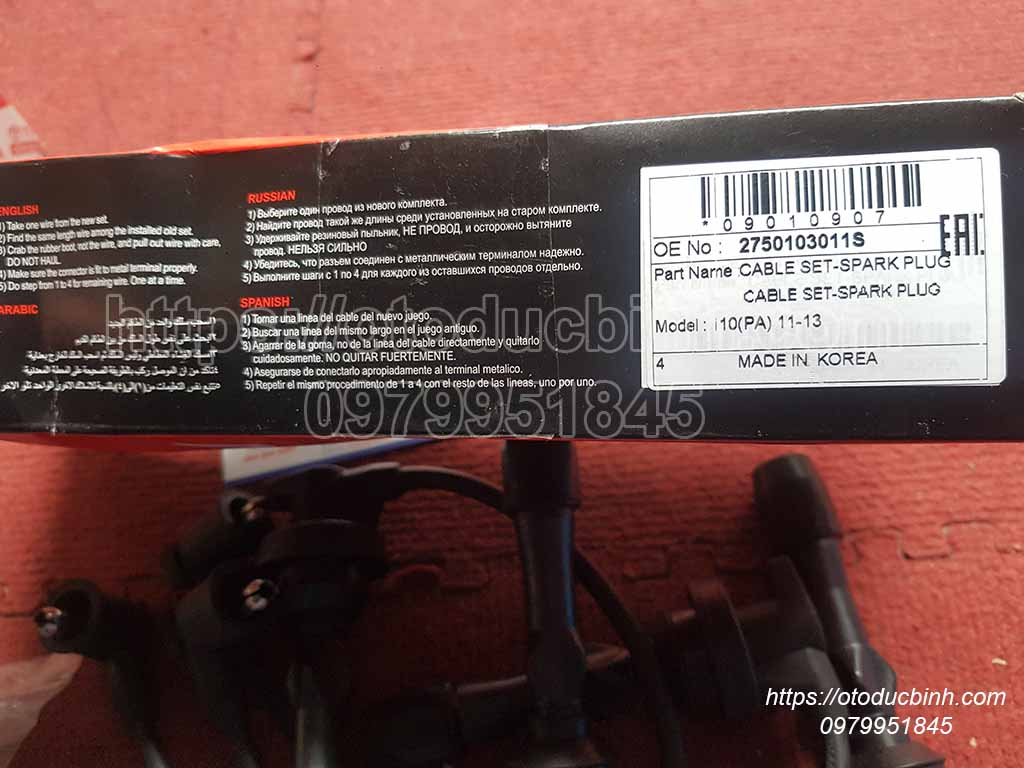 ENGLISH
1) Take one wire from the new set.
2) Find the same length wire among the installed old set.
3) Crab the rubber boot, not the wire, and pull out wire with care,
DO NOT HAUL
4) Make sure the connector is fit to metal terminal properly.
5) Do step from 1 to 4 for remaining wire. One at a time.
ARABIC
RUSSIAN
1) Выберите один провод из нового комплекта.
2) Найдите провод такой же длины среди установленных на старом комплекте.
3) Удерживайте резиновый пыльник, НЕ ПРОВОД, и осторожно вытяните
провод. НЕЛЬЗЯ СИЛЬНО
4) Убедитесь, что разъем соединен с металлическим терминалом надежно.
5) Выполните шаги с 1 по 4 для каждого из оставшихся проводов отдельно.
SPANISH
1) Tomar una linea del cable del nuevo juego.
2) Buscar una linea del mismo largo en el juego antiguo.
3) Agarrar de la goma, no de la linea del cable directamente y quitarlo
cuidadosamente. NO QUITAR FUERTEMENTE.
4) Asegurarse de conectarlo apropiadamente al terminal metalico.
5) Repetir el mismo procedimento de 1 a 4 con el resto de las lineas, uno por uno.
*09010907
EAC
OE No : 2750103011S
Part Name : CABLE SET-SPARK PLUG
CABLE SET-SPARK PLUG
Model : i10(PA) 11-13
4 MADE IN KOREA
https://otoducbinh
0979951845
https://otoducbinh.com
0979951845